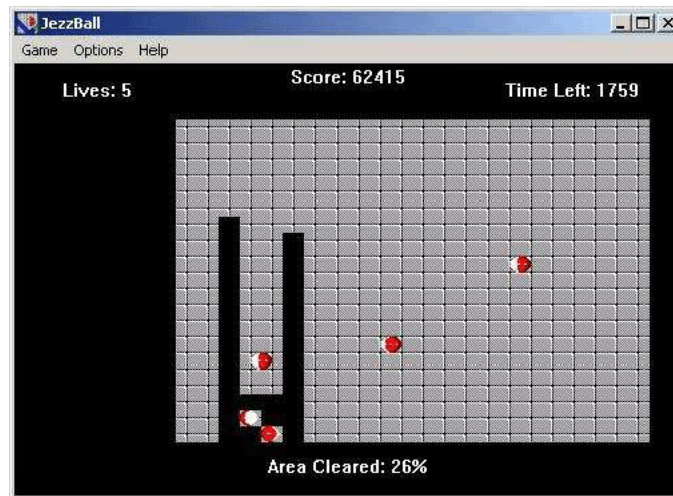 JezzBall
Game Options Help
Score: 62415
Lives: 5
Time Left: 1759
Area Cleared: 26%